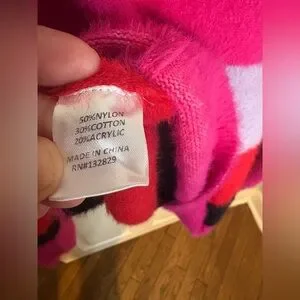 50%NYLON
30%COTTON
20%ACRYLIC
MADE IN CHINA
RN#132829